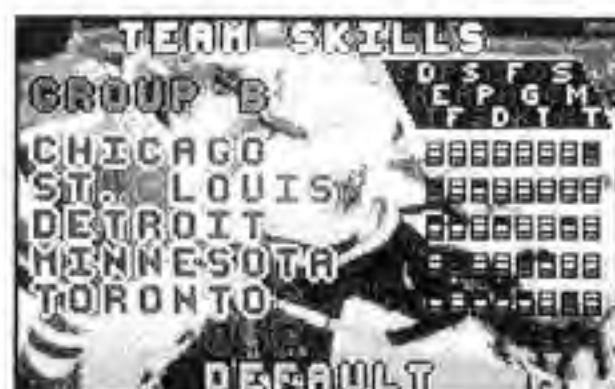 TEAM SKILLS
GROUP B
D S F S
E P G M
F D T T
CHICAGO
ST. LOUIS
DETROIT
MINNESOTA
TORONTO
DEFAULT